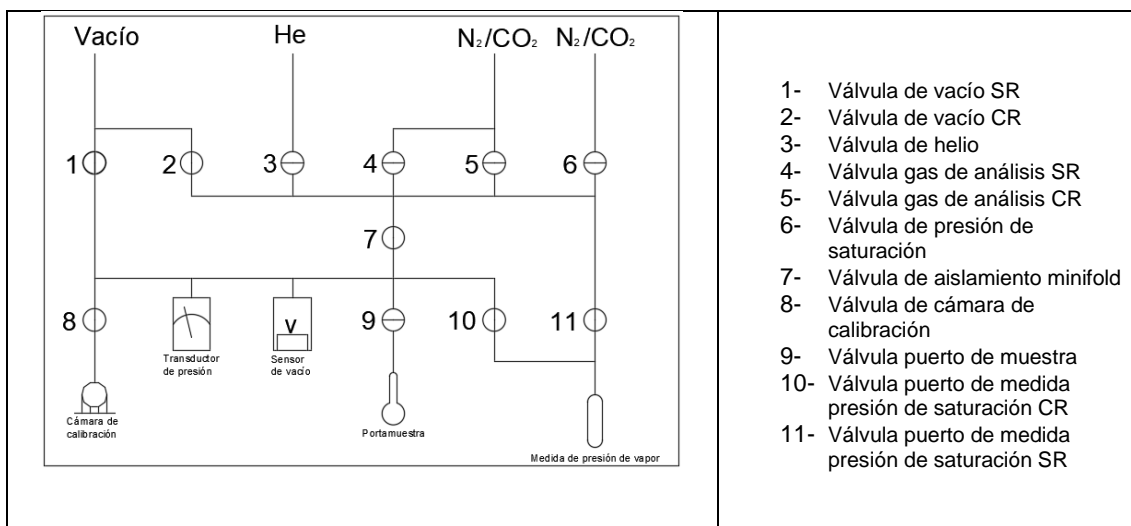 Vacío He N₂/CO₂ N₂/CO₂
1 2 3 4 5 6
7
8 9 10 11
Transductor
de presión
Sensor
de vacío
V
Cámara de
calibración
Portamuestra
Medida de presión de vapor
1- Válvula de vacío SR
2- Válvula de vacío CR
3- Válvula de helio
4- Válvula gas de análisis SR
5- Válvula gas de análisis CR
6- Válvula de presión de
saturación
7- Válvula de aislamiento minifold
8- Válvula de cámara de
calibración
9- Válvula puerto de muestra
10- Válvula puerto de medida
presión de saturación CR
11- Válvula puerto de medida
presión de saturación SR